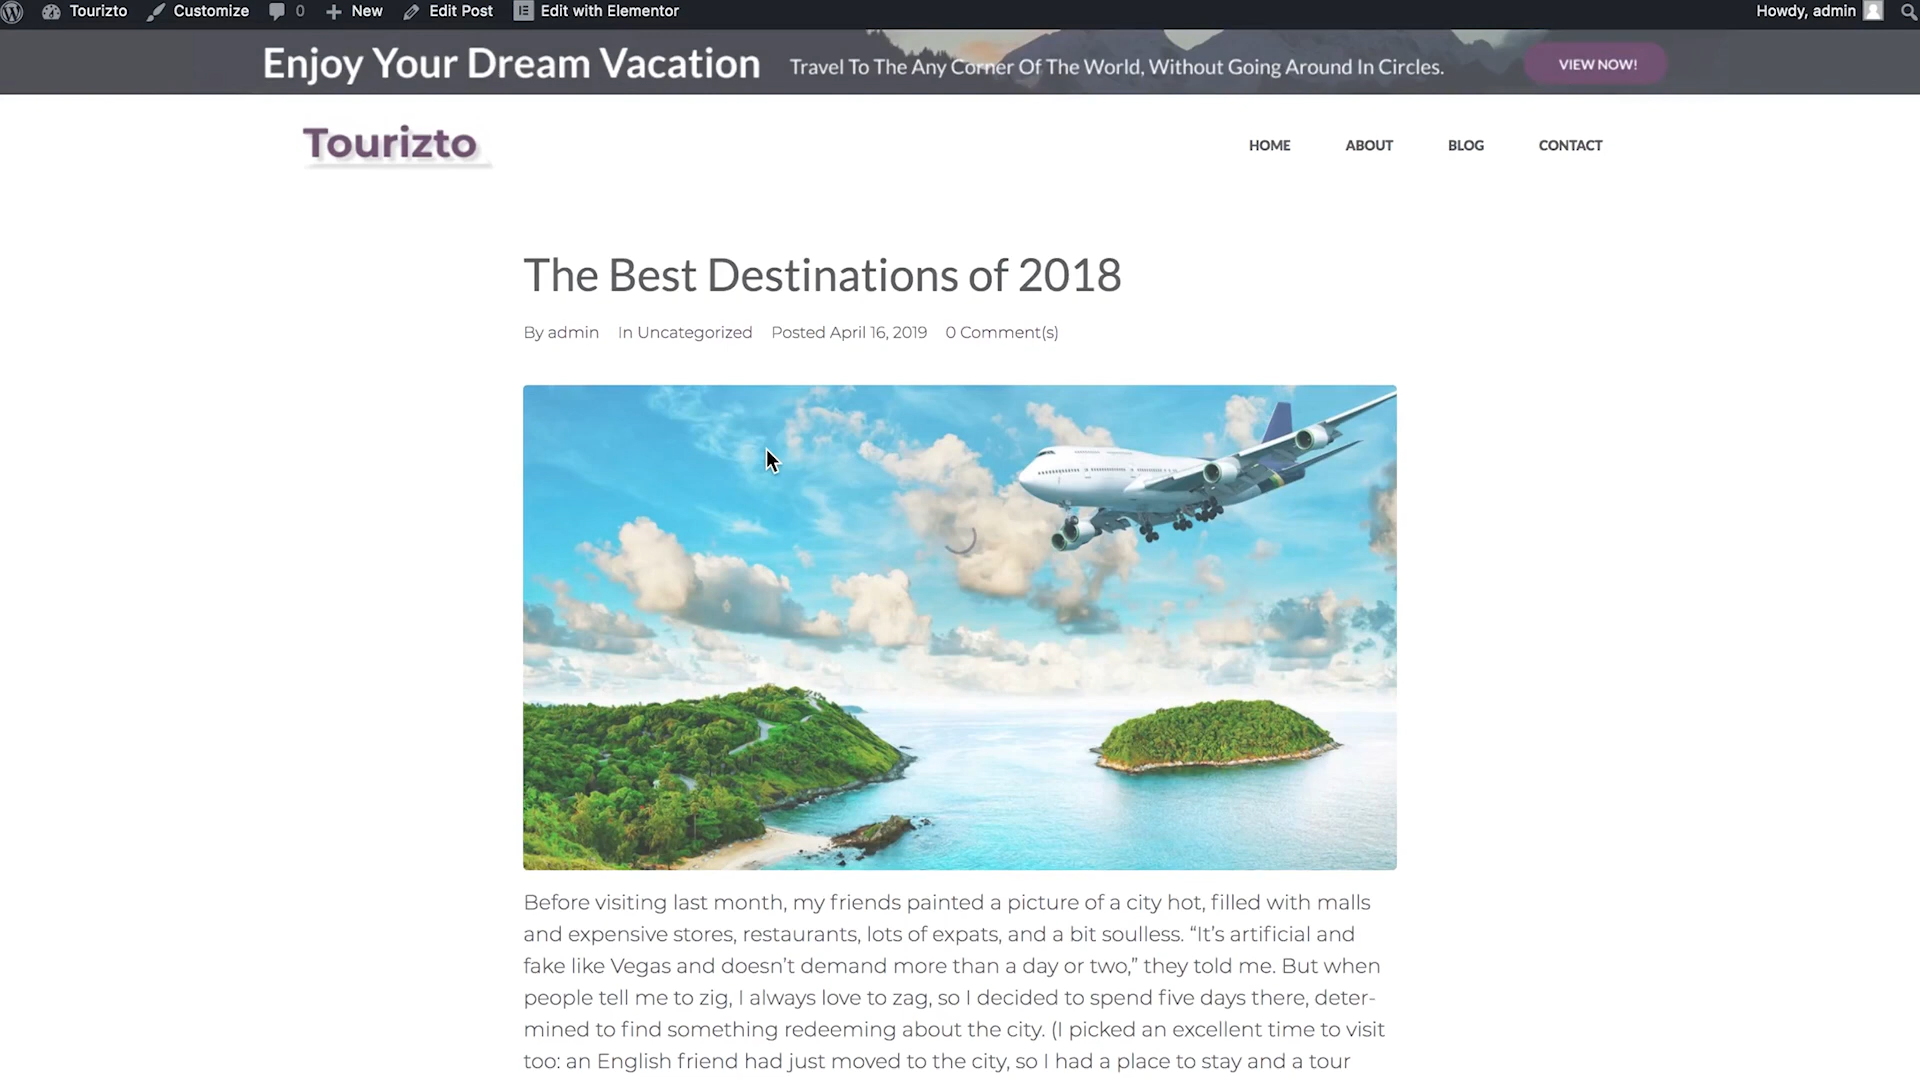 Tourizto Customize 0 New Edit Post Edit with Elementor Howdy, admin
Enjoy Your Dream Vacation Travel To The Any Corner Of The World, Without Going Around In Circles. VIEW NOW!
Tourizto HOME ABOUT BLOG CONTACT
The Best Destinations of 2018
By admin In Uncategorized Posted April 16, 2019 0 Comment(s)
Before visiting last month, my friends painted a picture of a city hot, filled with malls
and expensive stores, restaurants, lots of expats, and a bit soulless. “It’s artificial and
fake like Vegas and doesn’t demand more than a day or two,” they told me. But when
people tell me to zig, I always love to zag, so I decided to spend five days there, deter-
mined to find something redeeming about the city. (I picked an excellent time to visit
too: an English friend had just moved to the city, so I had a place to stay and a tour